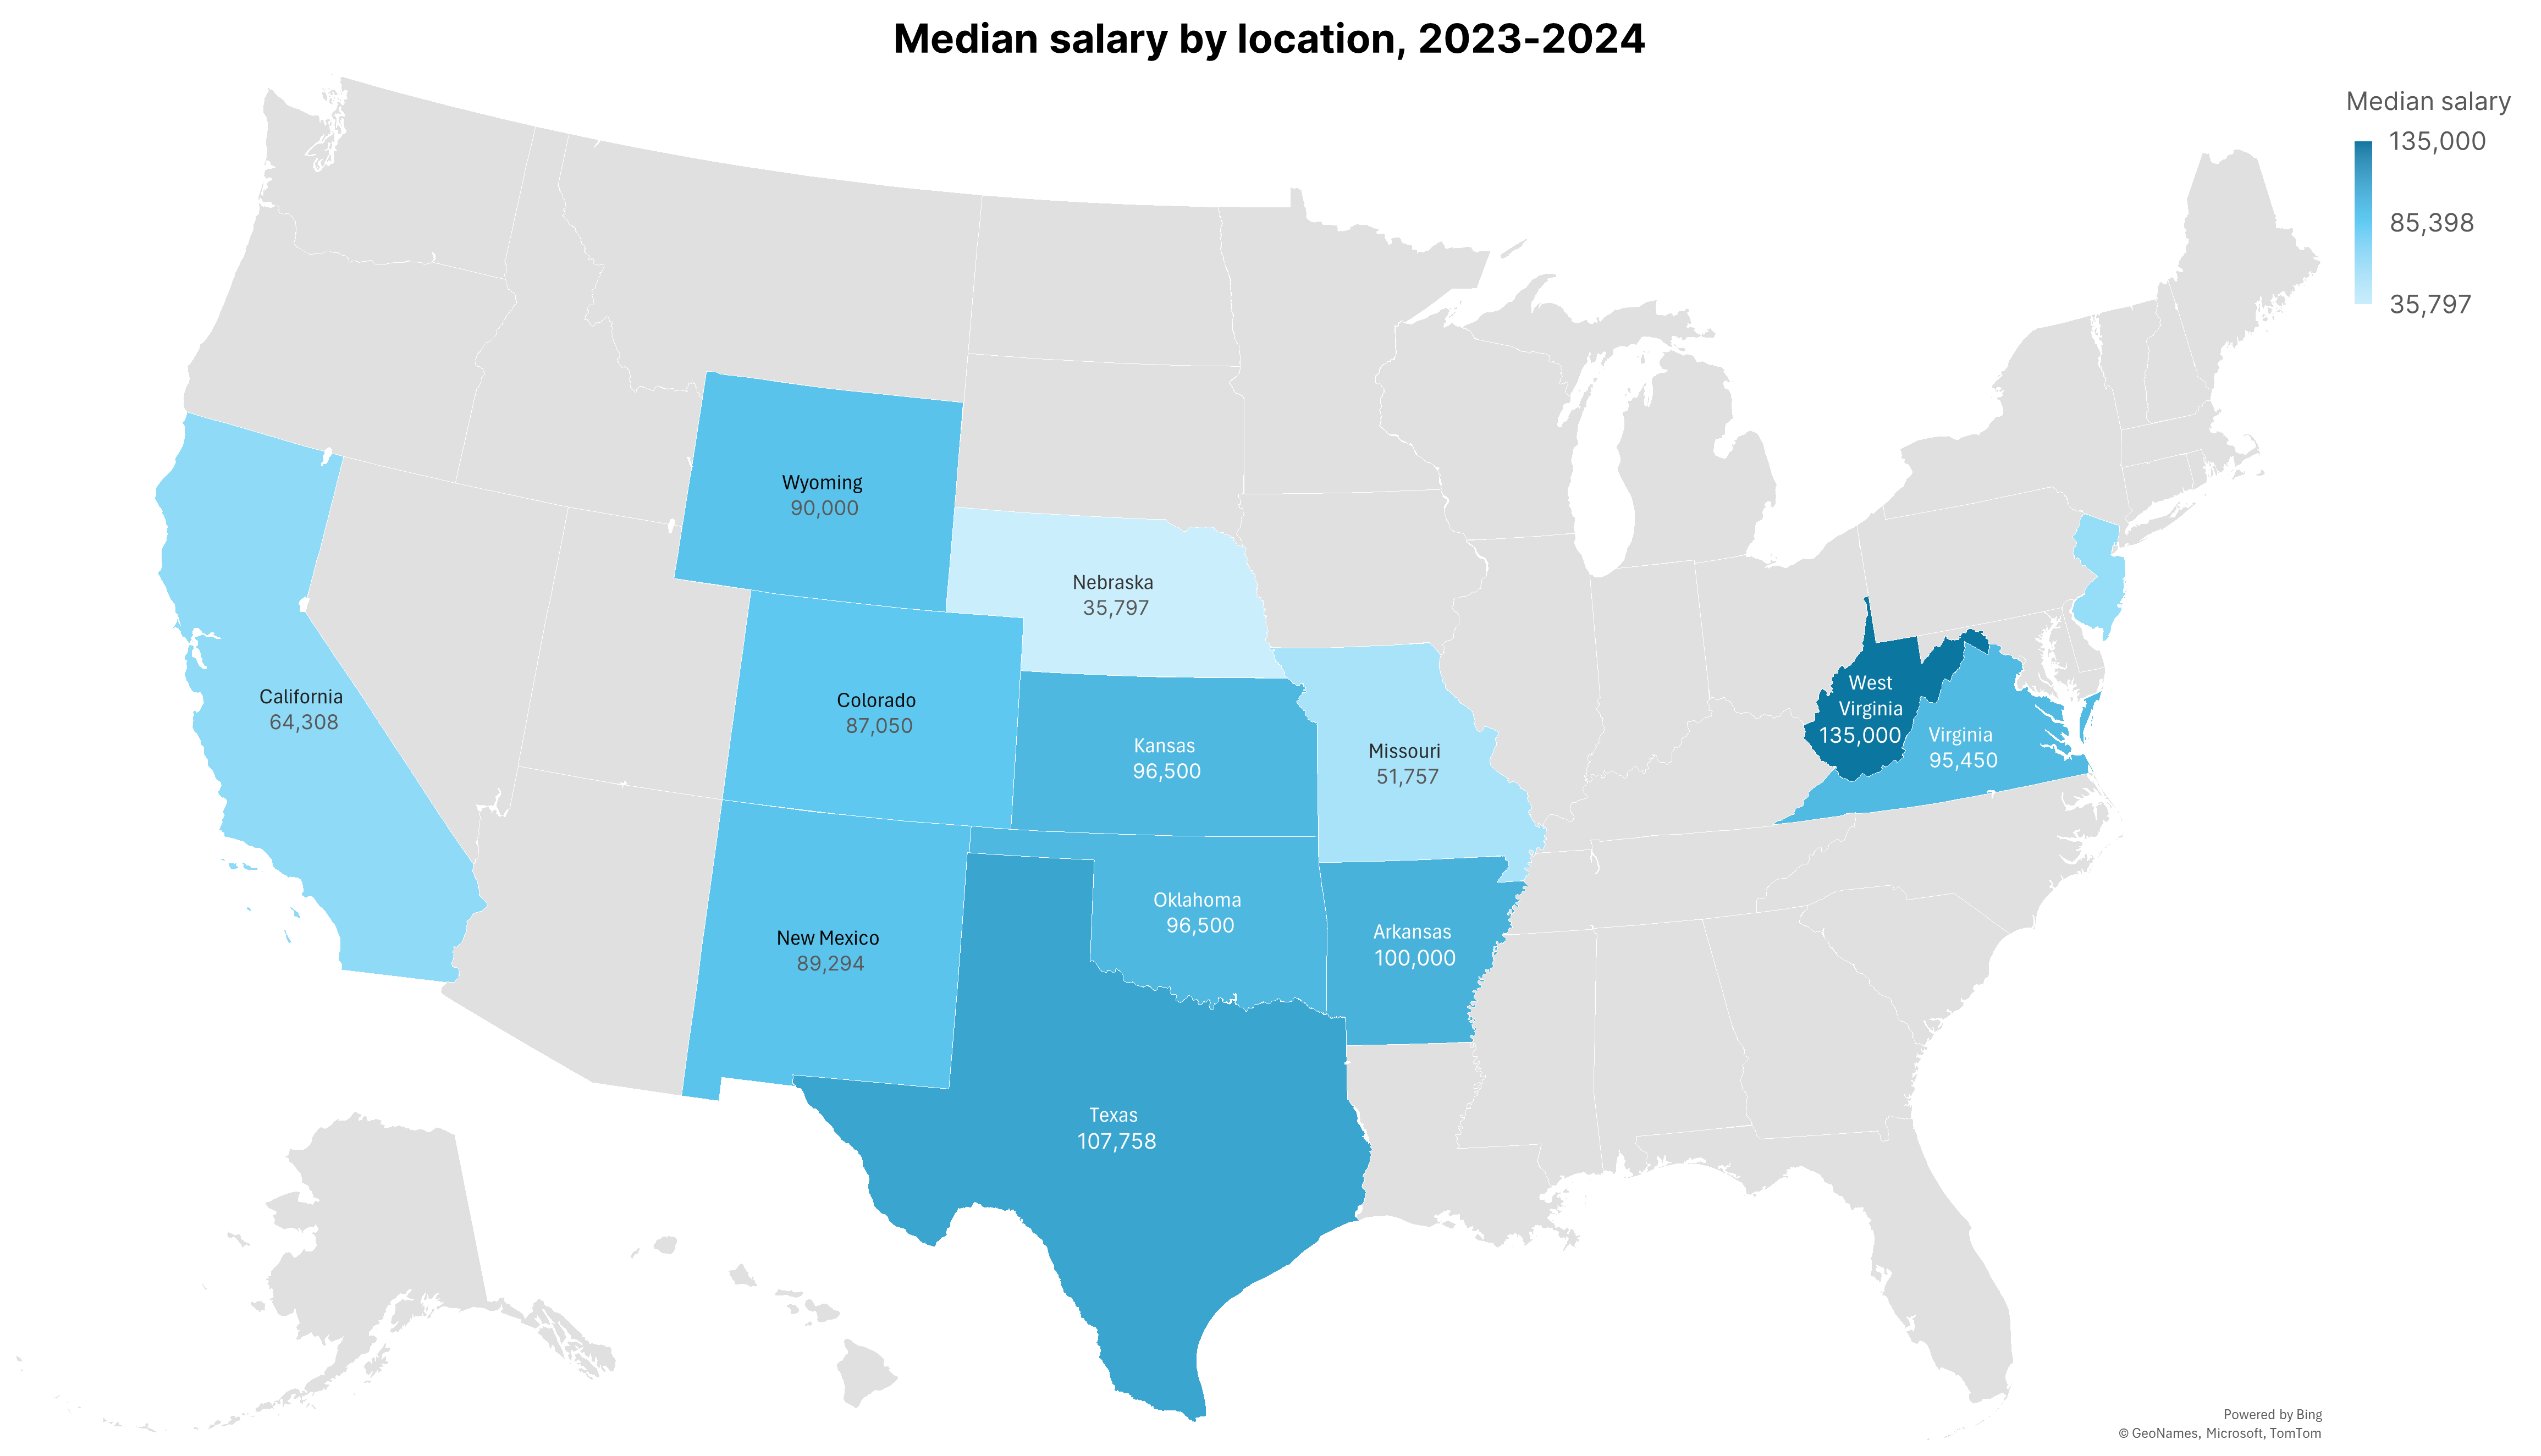 Median salary by location, 2023-2024
Median salary
135,000
85,398
35,797
Wyoming
90,000
Nebraska
35,797
California
64,308
Colorado
87,050
Kansas
96,500
Missouri
51,757
West
Virginia
135,000
Virginia
95,450
Oklahoma
96,500
Arkansas
100,000
New Mexico
89,294
Texas
107,758
Powered by Bing
© GeoNames, Microsoft, TomTom